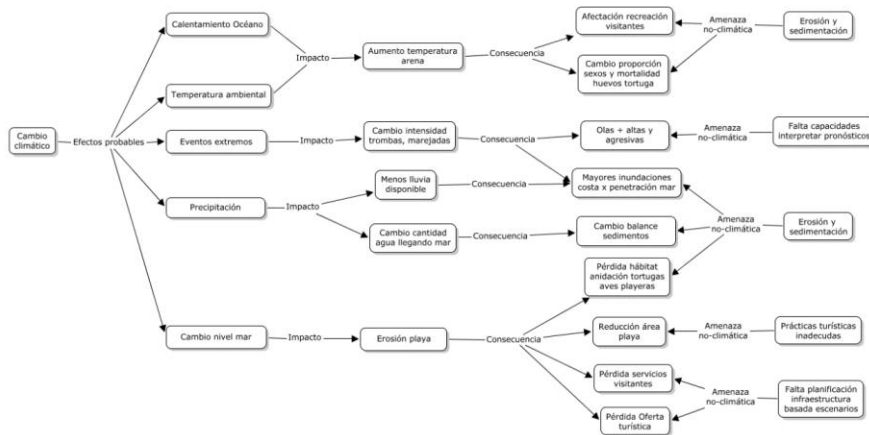 Calentamiento Océano
Afectación recreación
visitantes
Amenaza
no-climática
Erosión y
sedimentación
Impacto
Aumento temperatura
arena
Consecuencia
Cambio proporción
sexos y mortalidad
huevos tortuga
Temperatura ambiental
Cambio
climático
Efectos probables
Eventos extremos
Impacto
Cambio intensidad
trombas, marejadas
Consecuencia
Olas + altas y
agresivas
Amenaza
no-climática
Falta capacidades
interpretar pronósticos
Precipitación
Impacto
Menos lluvia
disponible
Consecuencia
Mayores inundaciones
costa x penetración mar
Cambio cantidad
agua llegando mar
Consecuencia
Cambio balance
sedimentos
Amenaza
no-climática
Erosión y
sedimentación
Pérdida hábitat
anidación tortugas
aves playeras
Cambio nivel mar
Impacto
Erosión playa
Consecuencia
Reducción área
playa
Amenaza
no-climática
Prácticas turísticas
inadecudas
Pérdida servicios
visitantes
Amenaza
no-climática
Falta planificación
infraestructura
basada escenarios
Pérdida Oferta
turística